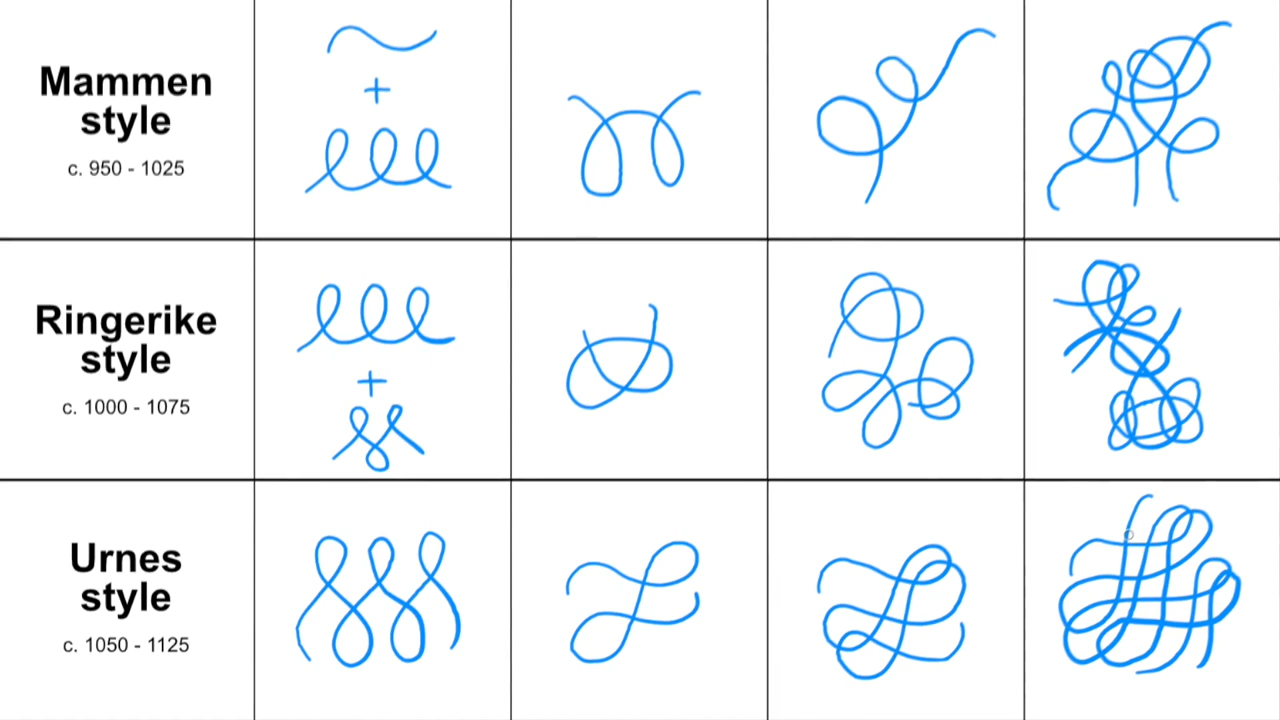 Mammen
style
c. 950 - 1025
+
Ringerike
style
c. 1000 - 1075
+
Urnes
style
c. 1050 - 1125